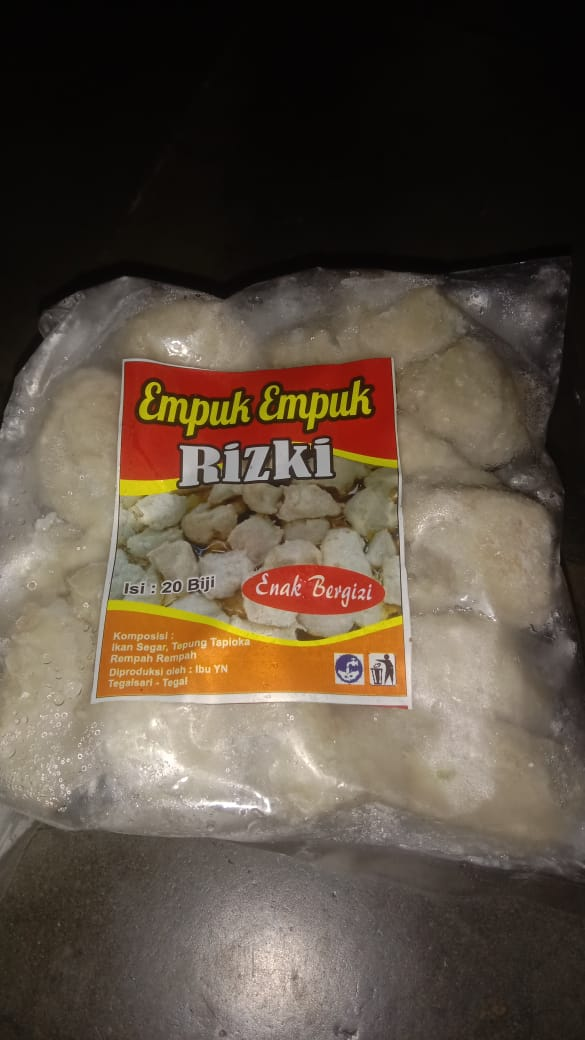 Empuk Empuk
Rizki
Isi : 20 Biji
Enak Bergizi
Komposisi :
Ikan Segar, Tepung Tapioka
Rempah Rempah
Diproduksi oleh : Ibu YN
Tegalsari - Tegal